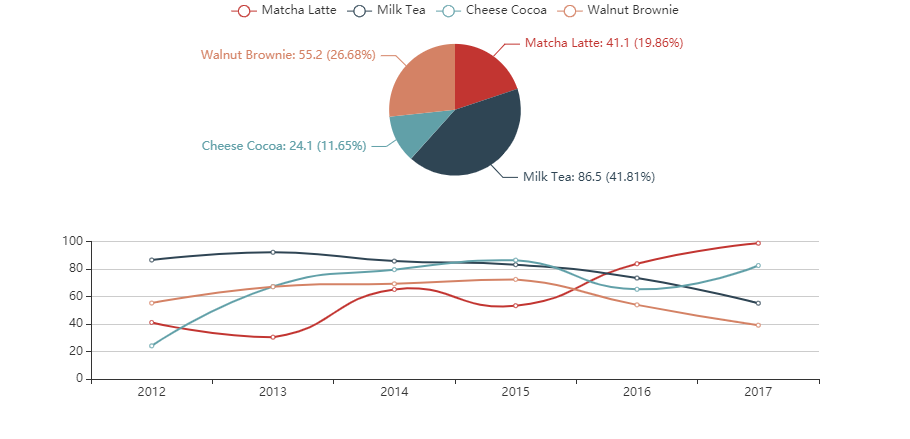 Matcha Latte Milk Tea Cheese Cocoa Walnut Brownie
Matcha Latte: 41.1 (19.86%)
Walnut Brownie: 55.2 (26.68%)
Cheese Cocoa: 24.1 (11.65%)
Milk Tea: 86.5 (41.81%)
100
80
60
40
20
0
2012 2013 2014 2015 2016 2017